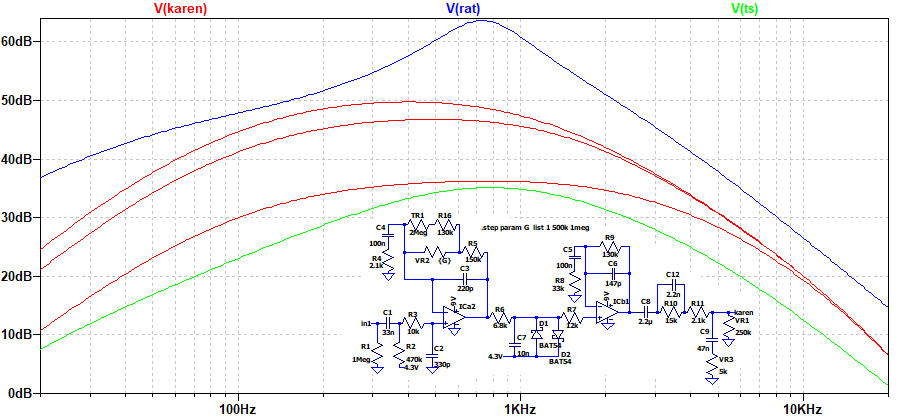 V(karen) V(rat) V(ts)
60dB
50dB
40dB
30dB
20dB
10dB
0dB
100Hz 1KHz 10KHz
.step param G list 1 500k 1meg
C4
100n
R4
2.1k
TR1
2Meg
R16
130k
VR2
{G}
R5
150k
C3
220p
9V
ICa2
in1
C1
33n
R3
10k
R1
1Meg
R2
470k
4.3V
C2
330p
R6
6.8k
C7
10n
4.3V
D1
BAT54
D2
BAT54
R7
12k
C5
100n
R8
33k
R9
130k
C6
147p
9V
ICb1
C8
2.2µ
C12
2.2n
R10
15k
R11
2.1k
C9
47n
VR3
5k
karen
VR1
250k